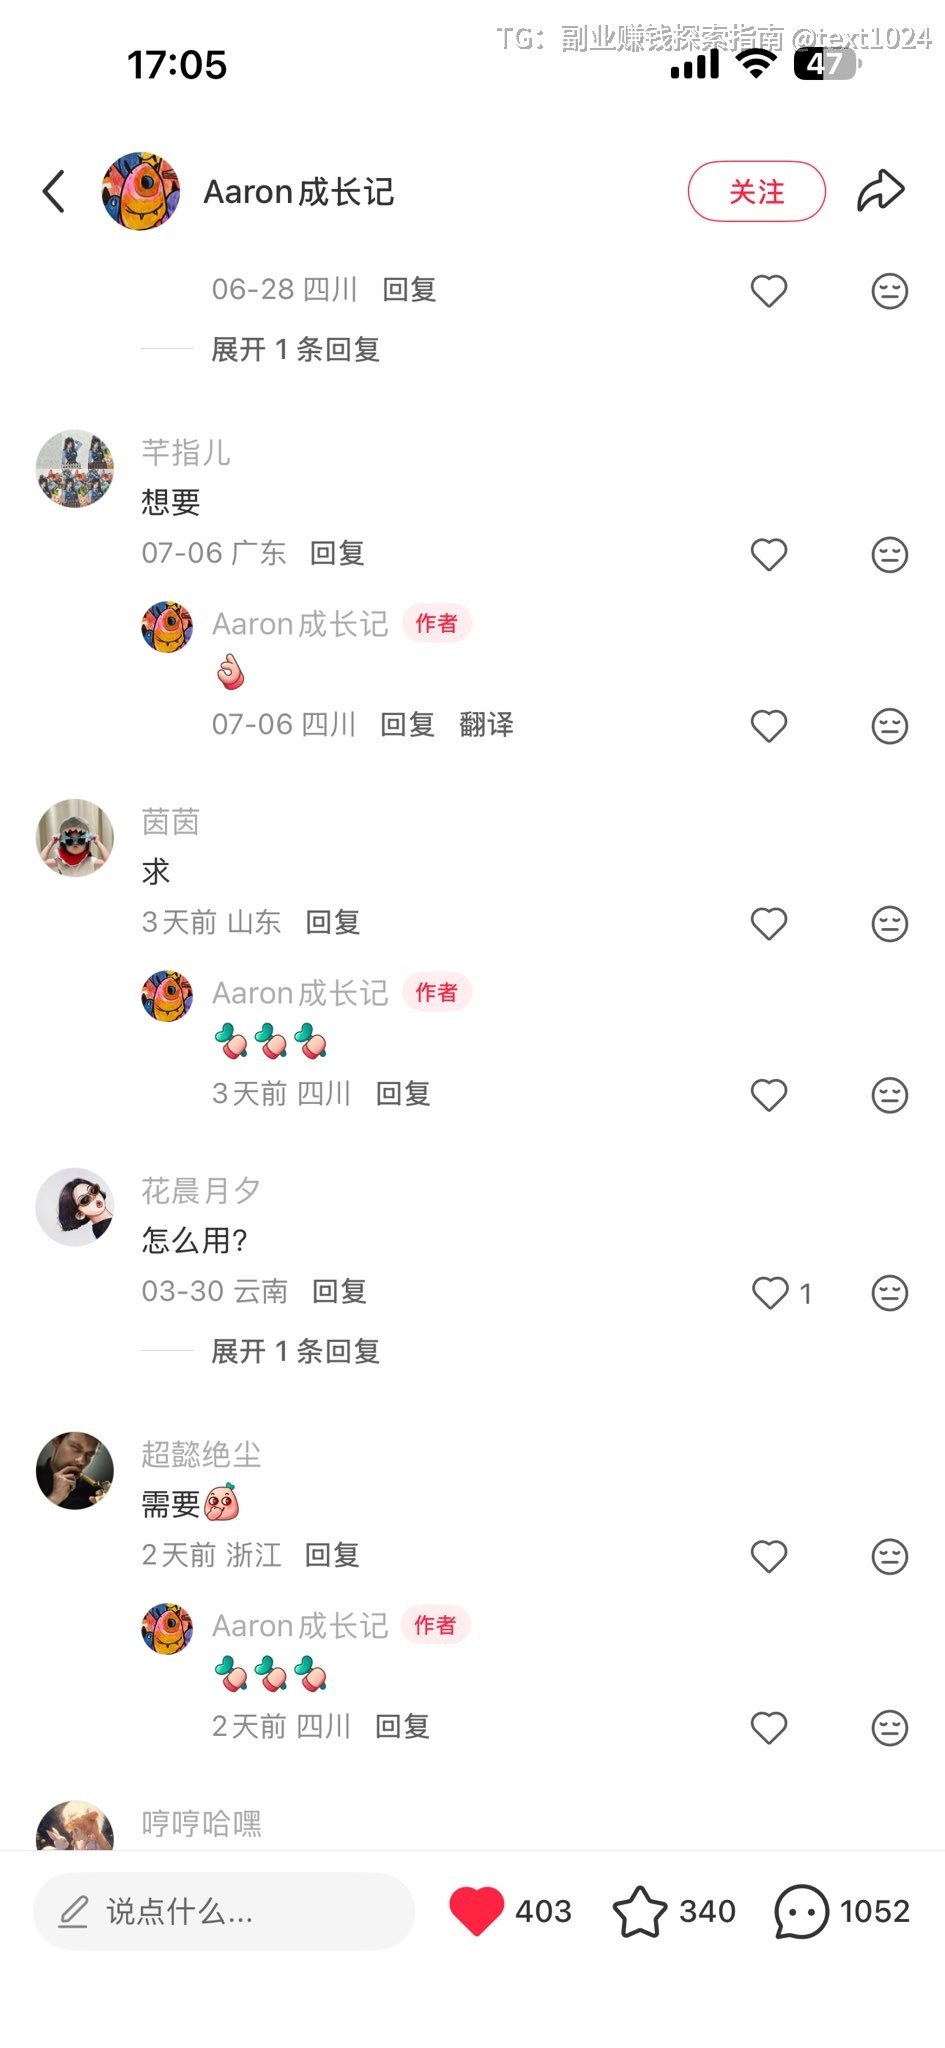 TG：副业赚钱探索指南 @text1024
17:05
47
Aaron成长记
关注
06-28 四川 回复
展开 1 条回复
芊指儿
想要
07-06 广东 回复
Aaron成长记 作者
07-06 四川 回复 翻译
茵茵
求
3天前 山东 回复
Aaron成长记 作者
3天前 四川 回复
花晨月夕
怎么用?
03-30 云南 回复
1
展开 1 条回复
超懿绝尘
需要
2天前 浙江 回复
Aaron成长记 作者
2天前 四川 回复
哼哼哈嘿
说点什么...
403
340
1052